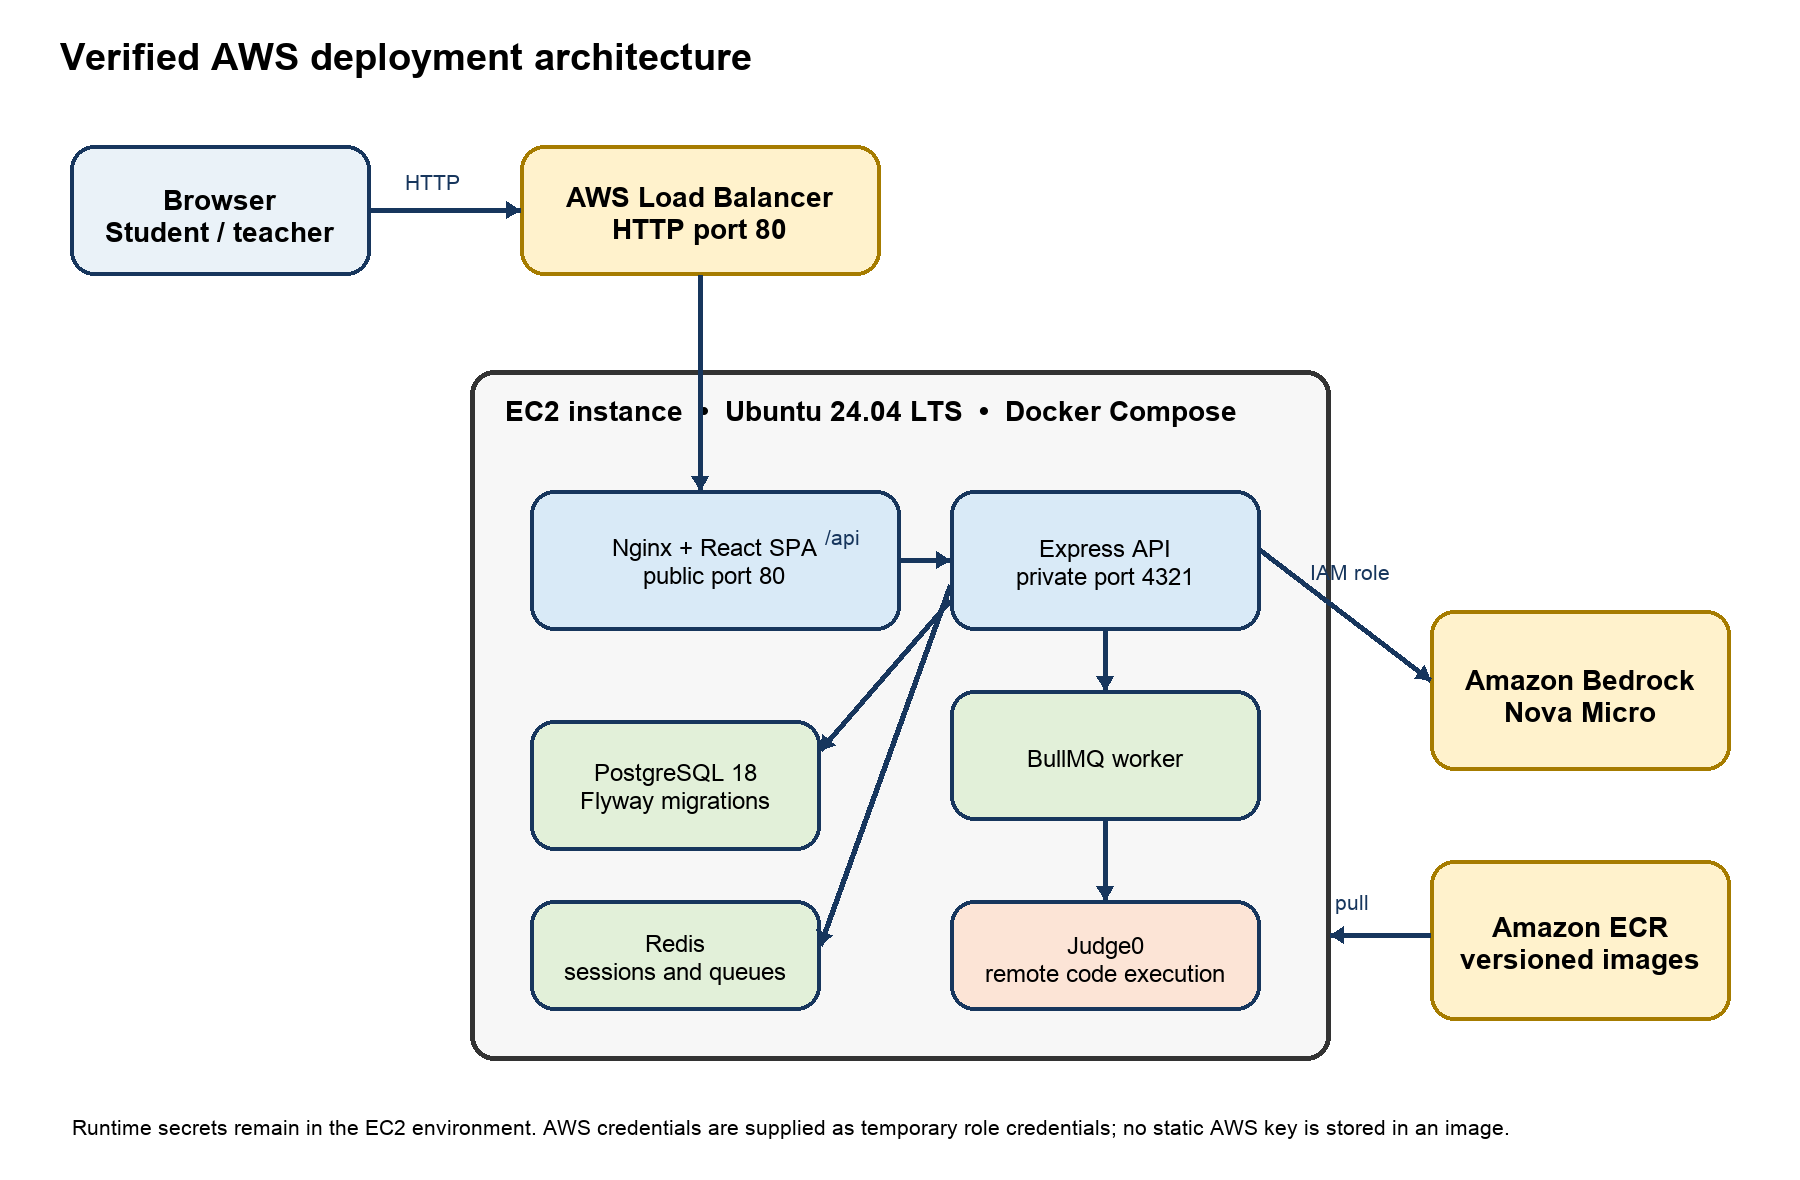 Verified AWS deployment architecture
Browser
Student / teacher
HTTP
AWS Load Balancer
HTTP port 80
EC2 instance • Ubuntu 24.04 LTS • Docker Compose
Nginx + React SPA
public port 80
/api
Express API
private port 4321
IAM role
Amazon Bedrock
Nova Micro
PostgreSQL 18
Flyway migrations
BullMQ worker
Redis
sessions and queues
Judge0
remote code execution
pull
Amazon ECR
versioned images
Runtime secrets remain in the EC2 environment. AWS credentials are supplied as temporary role credentials; no static AWS key is stored in an image.